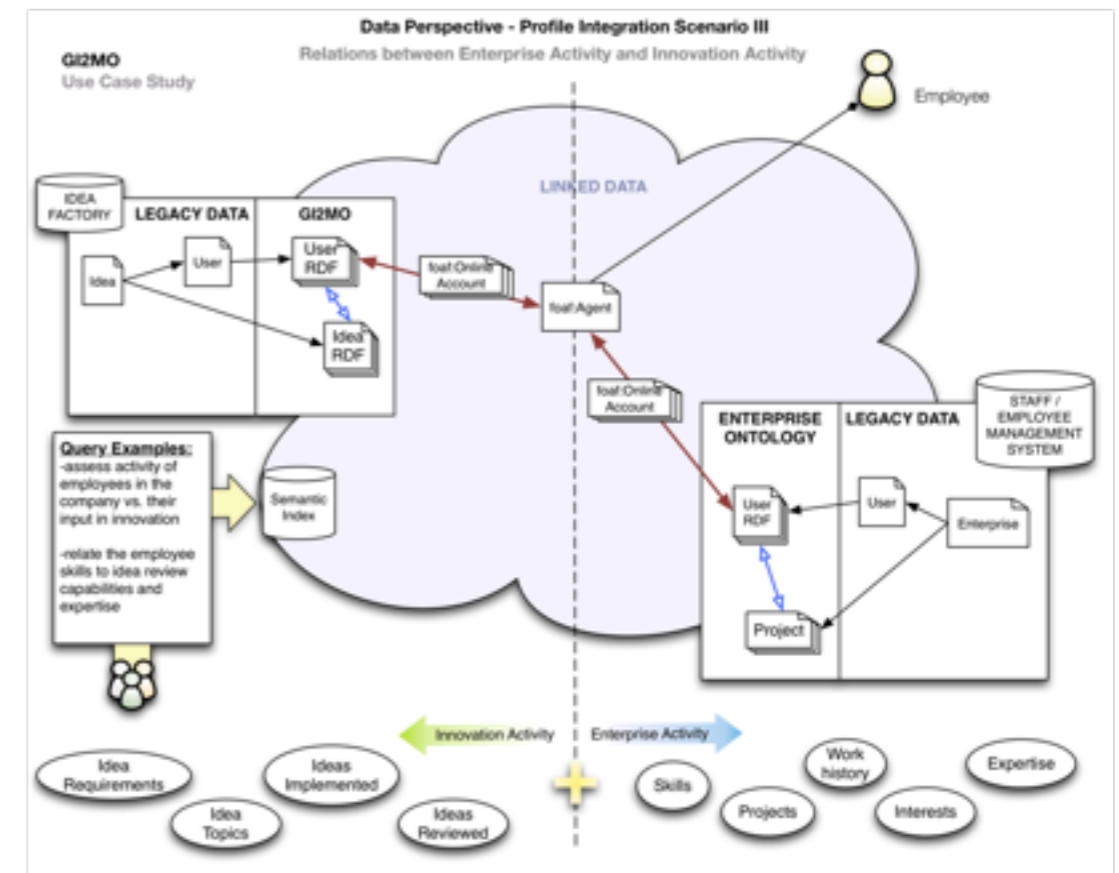 Data Perspective - Profile Integration Scenario III
Relations between Enterprise Activity and Innovation Activity
GI2MO
Use Case Study
Employee
LINKED DATA
IDEA
FACTORY
LEGACY DATA
GI2MO
Idea
User
User
RDF
Idea
RDF
foaf:Online
Account
foaf:Agent
foaf:Online
Account
STAFF /
EMPLOYEE
MANAGEMENT
SYSTEM
ENTERPRISE
ONTOLOGY
LEGACY DATA
User
RDF
User
Enterprise
Project
Query Examples:
-assess activity of
employees in the
company vs. their
input in innovation
-relate the employee
skills to idea review
capabilities and
expertise
Semantic
Index
Innovation Activity
Enterprise Activity
Idea
Requirements
Idea
Topics
Ideas
Implemented
Ideas
Reviewed
Skills
Projects
Work
history
Interests
Expertise